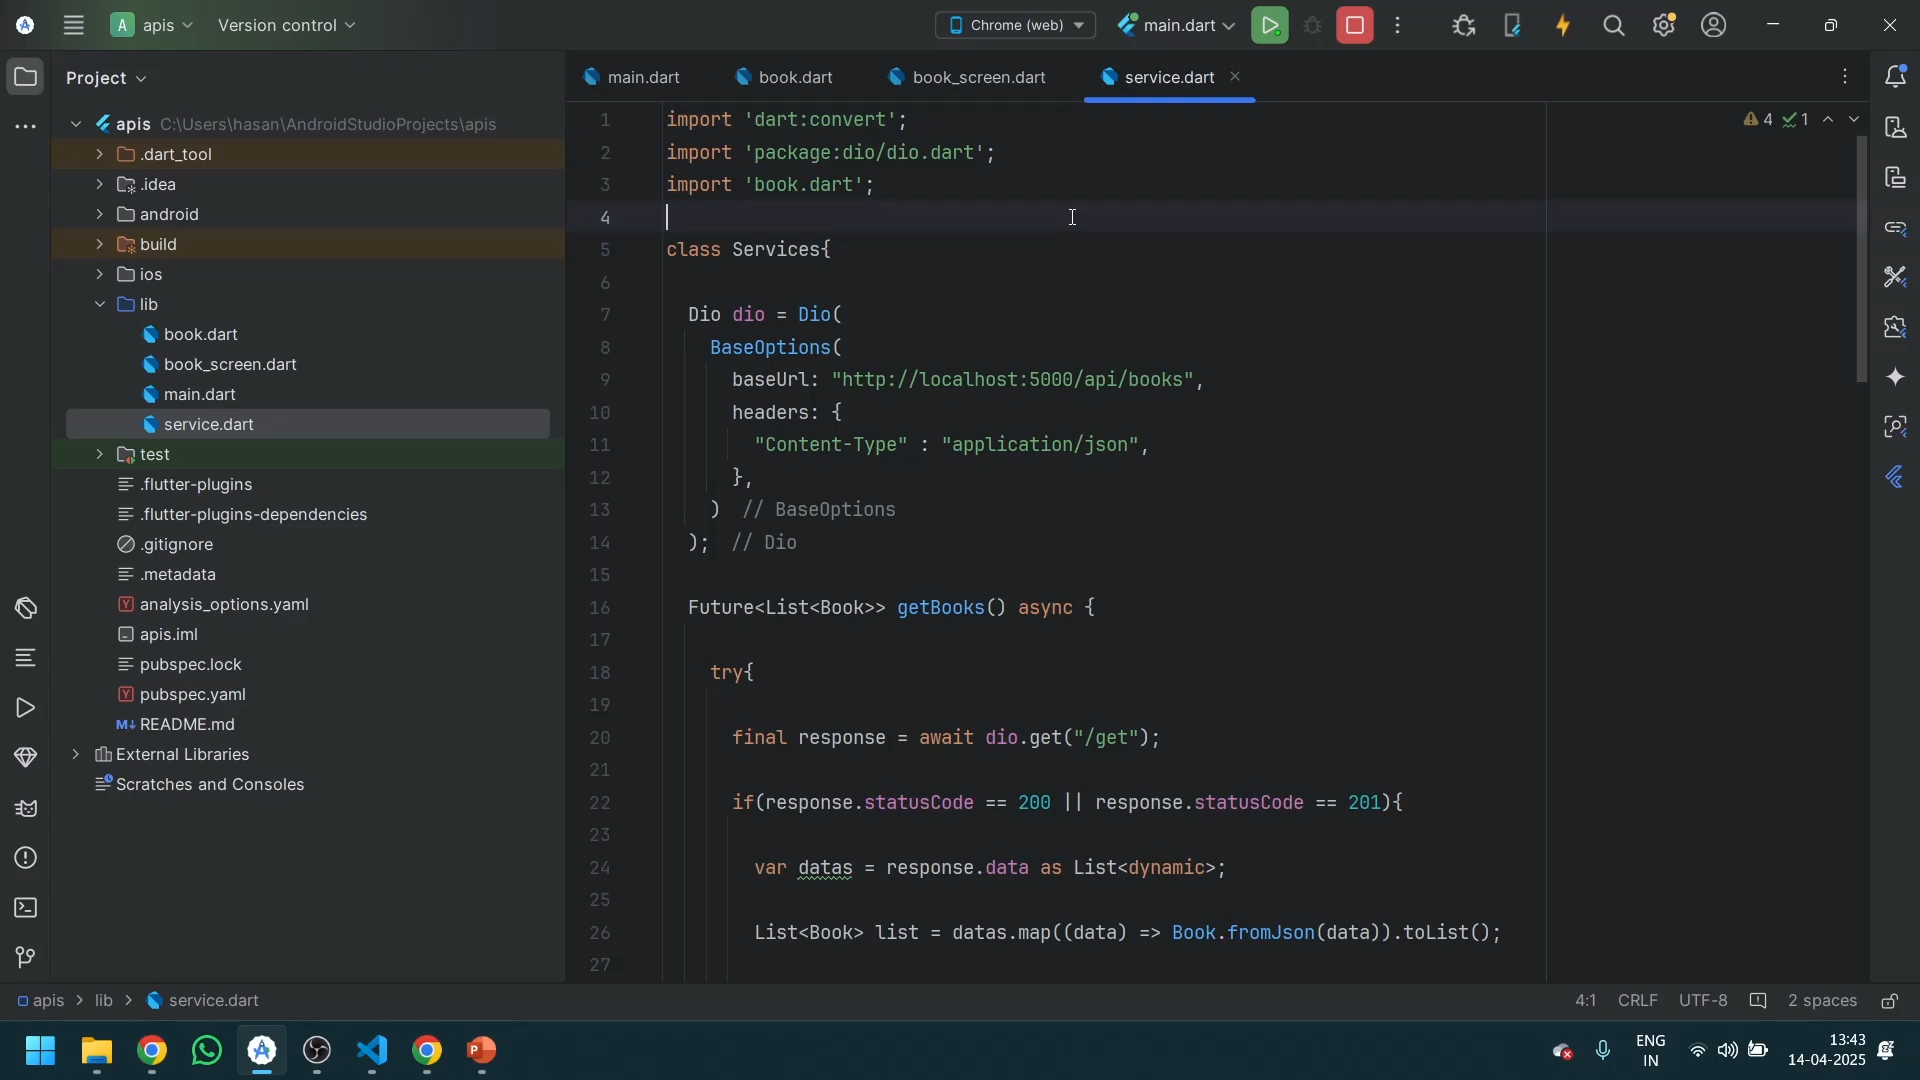 A apis Version control Chrome (web) main.dart
Project
main.dart book.dart book_screen.dart service.dart
apis C:\Users\hasan\AndroidStudioProjects\apis
.dart_tool
.idea
android
build
ios
lib
book.dart
book_screen.dart
main.dart
service.dart
test
.flutter-plugins
.flutter-plugins-dependencies
.gitignore
.metadata
analysis_options.yaml
apis.iml
pubspec.lock
pubspec.yaml
M↓ README.md
External Libraries
Scratches and Consoles
4 1
1 import 'dart:convert';
2 import 'package:dio/dio.dart';
3 import 'book.dart';
4
5 class Services{
6
7 Dio dio = Dio(
8 BaseOptions(
9 baseUrl: "http://localhost:5000/api/books",
10 headers: {
11 "Content-Type" : "application/json",
12 },
13 ) // BaseOptions
14 ); // Dio
15
16 Future<List<Book>> getBooks() async {
17
18 try{
19
20 final response = await dio.get("/get");
21
22 if(response.statusCode == 200 || response.statusCode == 201){
23
24 var datas = response.data as List<dynamic>;
25
26 List<Book> list = datas.map((data) => Book.fromJson(data)).toList();
27
apis > lib > service.dart 4:1 CRLF UTF-8 2 spaces
ENG
IN
13:43
14-04-2025